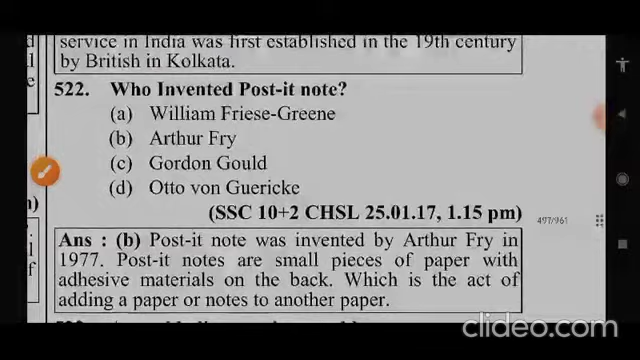 service in India was first established in the 19th century
by British in Kolkata.
522. Who Invented Post-it note?
(a) William Friese-Greene
(b) Arthur Fry
(c) Gordon Gould
(d) Otto von Guericke
(SSC 10+2 CHSL 25.01.17, 1.15 pm)
497/961
Ans : (b) Post-it note was invented by Arthur Fry in
1977. Post-it notes are small pieces of paper with
adhesive materials on the back. Which is the act of
adding a paper or notes to another paper.
clideo.com